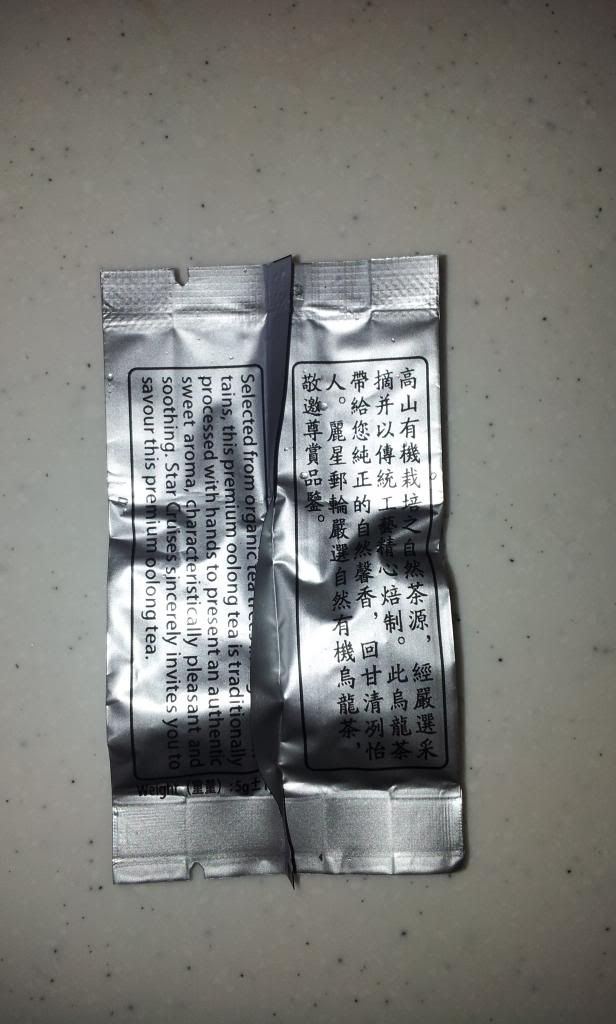 高山有機栽培之自然茶源，經嚴選采
摘并以傳統工藝精心焙制。此烏龍茶
帶給您純正的自然馨香，回甘清冽怡
人。麗星郵輪嚴選自然有機烏龍茶，
敬邀尊賞品鑒。
Selected from organic tea
tains, this premium oolong tea is traditionally
processed with hands to present an authentic
sweet aroma, characteristically pleasant and
soothing. Star Cruises sincerely invites you to
savour this premium oolong tea.
Weight（重量）:5g±